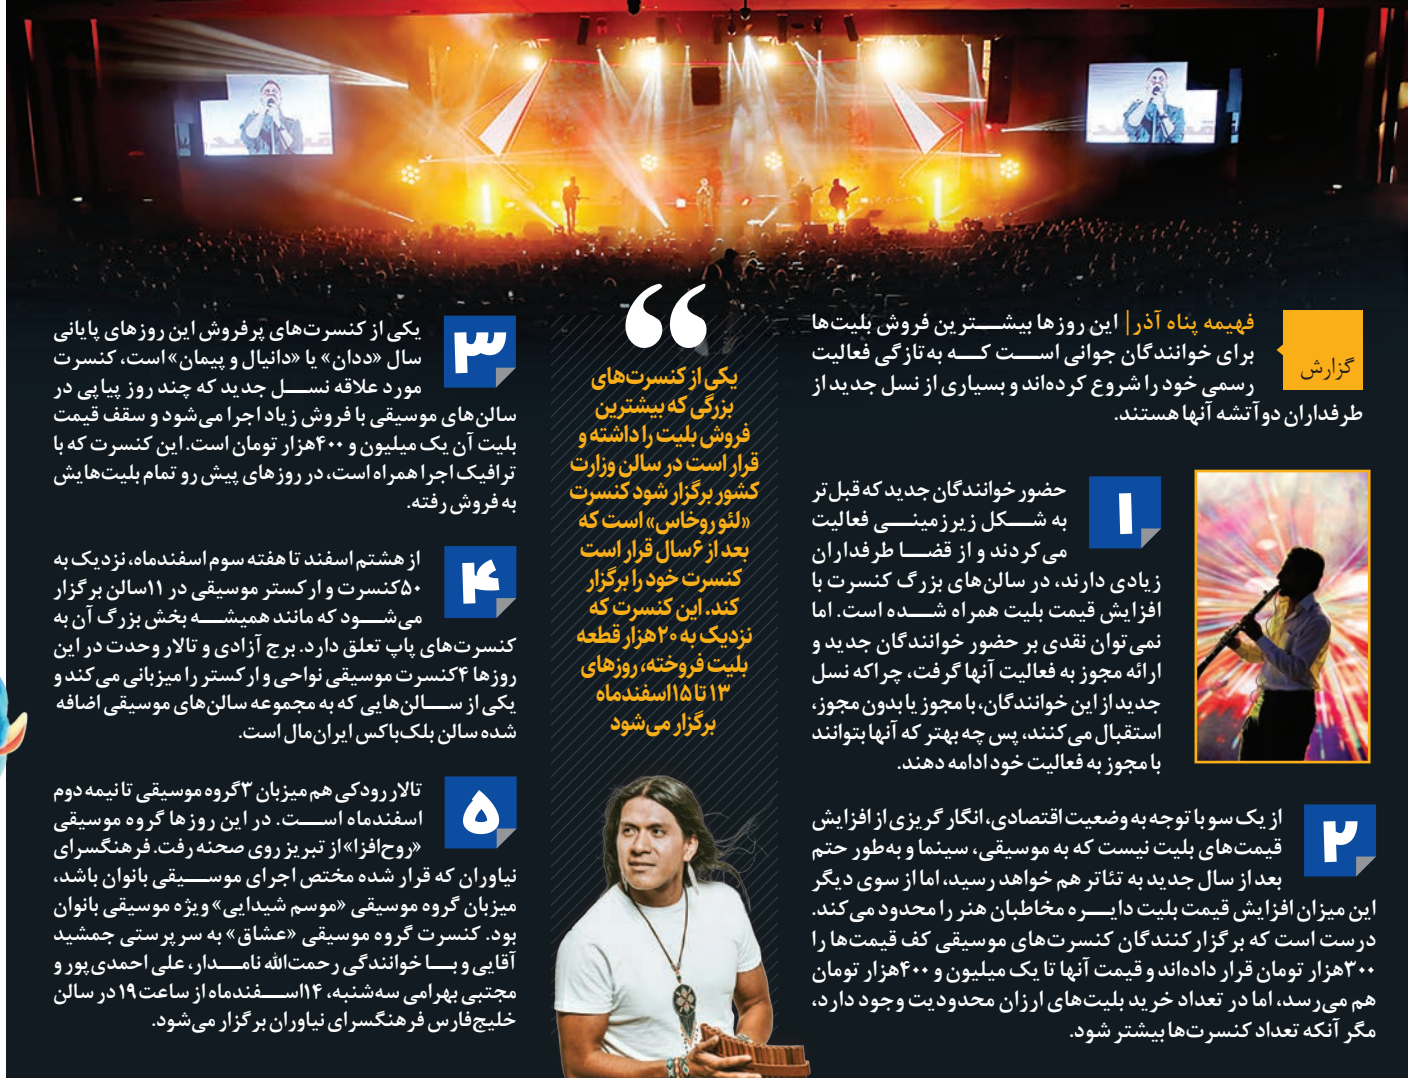 گزارش
فهیمه پناه آذر| این روزها بیشترین فروش بلیت‌ها
برای خوانندگان جوانی است که به‌تازگی فعالیت
رسمی خود را شروع کرده‌اند و بسیاری از نسل جدید از
طرفداران دوآتشه آنها هستند.
۱
حضور خوانندگان جدید که قبل‌تر
به شکل زیرزمینی فعالیت
می‌کردند و از قضا طرفداران
زیادی دارند، در سالن‌های بزرگ کنسرت با
افزایش قیمت بلیت همراه شده است. اما
نمی‌توان نقدی بر حضور خوانندگان جدید و
ارائه مجوز به فعالیت آنها گرفت، چراکه نسل
جدید از این خوانندگان، با مجوز یا بدون مجوز،
استقبال می‌کنند، پس چه بهتر که آنها بتوانند
با مجوز به فعالیت خود ادامه دهند.
۲
از یک سو با توجه به وضعیت اقتصادی، انگار گریزی از افزایش
قیمت‌های بلیت نیست که به موسیقی، سینما و به‌طور حتم
بعد از سال جدید به تئاتر هم خواهد رسید، اما از سوی دیگر
این میزان افزایش قیمت بلیت دایره مخاطبان هنر را محدود می‌کند.
درست است که برگزارکنندگان کنسرت‌های موسیقی کف قیمت‌ها را
۳۰۰هزار تومان قرار داده‌اند و قیمت آنها تا یک میلیون و ۴۰۰هزار تومان
هم می‌رسد، اما در تعداد خرید بلیت‌های ارزان محدودیت وجود دارد،
مگر آنکه تعداد کنسرت‌ها بیشتر شود.
“
یکی از کنسرت‌های
بزرگی که بیشترین
فروش بلیت را داشته و
قرار است در سالن وزارت
کشور برگزار شود کنسرت
«لئو روخاس» است که
بعد از ۶سال قرار است
کنسرت خود را برگزار
کند. این کنسرت که
نزدیک به ۲۰هزار قطعه
بلیت فروخته، روزهای
۱۳ تا ۱۵اسفندماه
برگزار می‌شود
۳
یکی از کنسرت‌های پرفروش این روزهای پایانی
سال «ددان» یا «دانیال و پیمان» است، کنسرت
مورد علاقه نسل جدید که چند روز پیاپی در
سالن‌های موسیقی با فروش زیاد اجرا می‌شود و سقف قیمت
بلیت آن یک میلیون و ۴۰۰هزار تومان است. این کنسرت که با
ترافیک اجرا همراه است، در روزهای پیش رو تمام بلیت‌هایش
به فروش رفته.
۴
از هشتم اسفند تا هفته سوم اسفندماه، نزدیک به
۵۰کنسرت و ارکستر موسیقی در ۱۱سالن برگزار
می‌شود که مانند همیشه بخش بزرگ آن به
کنسرت‌های پاپ تعلق دارد. برج آزادی و تالار وحدت در این
روزها ۴کنسرت موسیقی نواحی و ارکستر را میزبانی می‌کند و
یکی از سالن‌هایی که به مجموعه سالن‌های موسیقی اضافه
شده سالن بلک‌باکس ایران‌مال است.
۵
تالار رودکی هم میزبان ۳گروه موسیقی تا نیمه دوم
اسفندماه است. در این روزها گروه موسیقی
«روح‌افزا» از تبریز روی صحنه رفت. فرهنگسرای
نیاوران که قرار شده مختص اجرای موسیقی بانوان باشد،
میزبان گروه موسیقی «موسم شیدایی» ویژه موسیقی بانوان
بود. کنسرت گروه موسیقی «عشاق» به سرپرستی جمشید
آقایی و با خوانندگی رحمت‌الله نامدار، علی احمدی‌پور و
مجتبی بهرامی سه‌شنبه، ۱۴اسفندماه از ساعت ۱۹ در سالن
خلیج‌فارس فرهنگسرای نیاوران برگزار می‌شود.